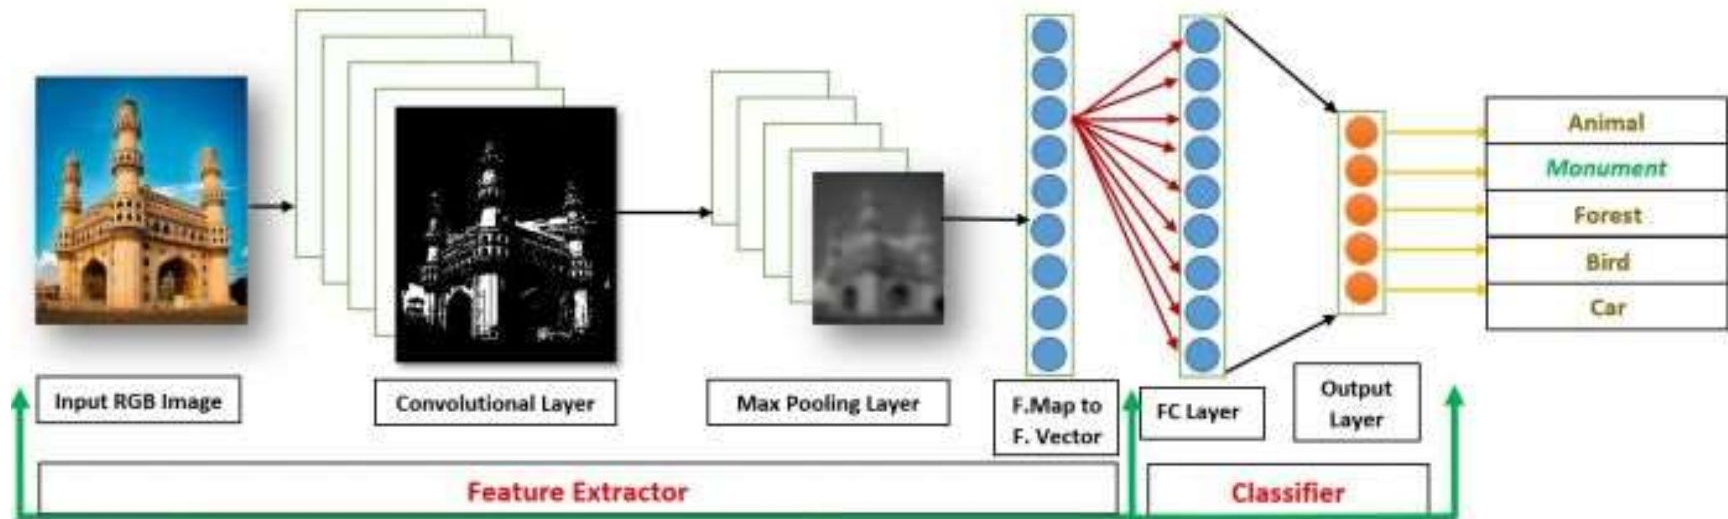 Animal
Monument
Forest
Bird
Car
Input RGB Image
Convolutional Layer
Max Pooling Layer
F.Map to
F. Vector
FC Layer
Output
Layer
Feature Extractor
Classifier